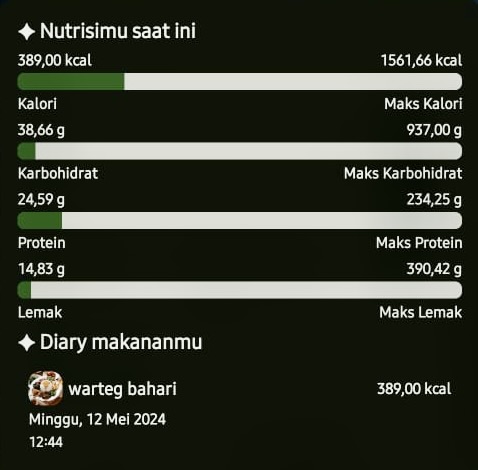 Nutrisimu saat ini
389,00 kcal 1561,66 kcal
Kalori Maks Kalori
38,66 g 937,00 g
Karbohidrat Maks Karbohidrat
24,59 g 234,25 g
Protein Maks Protein
14,83 g 390,42 g
Lemak Maks Lemak
Diary makananmu
warteg bahari 389,00 kcal
Minggu, 12 Mei 2024
12:44